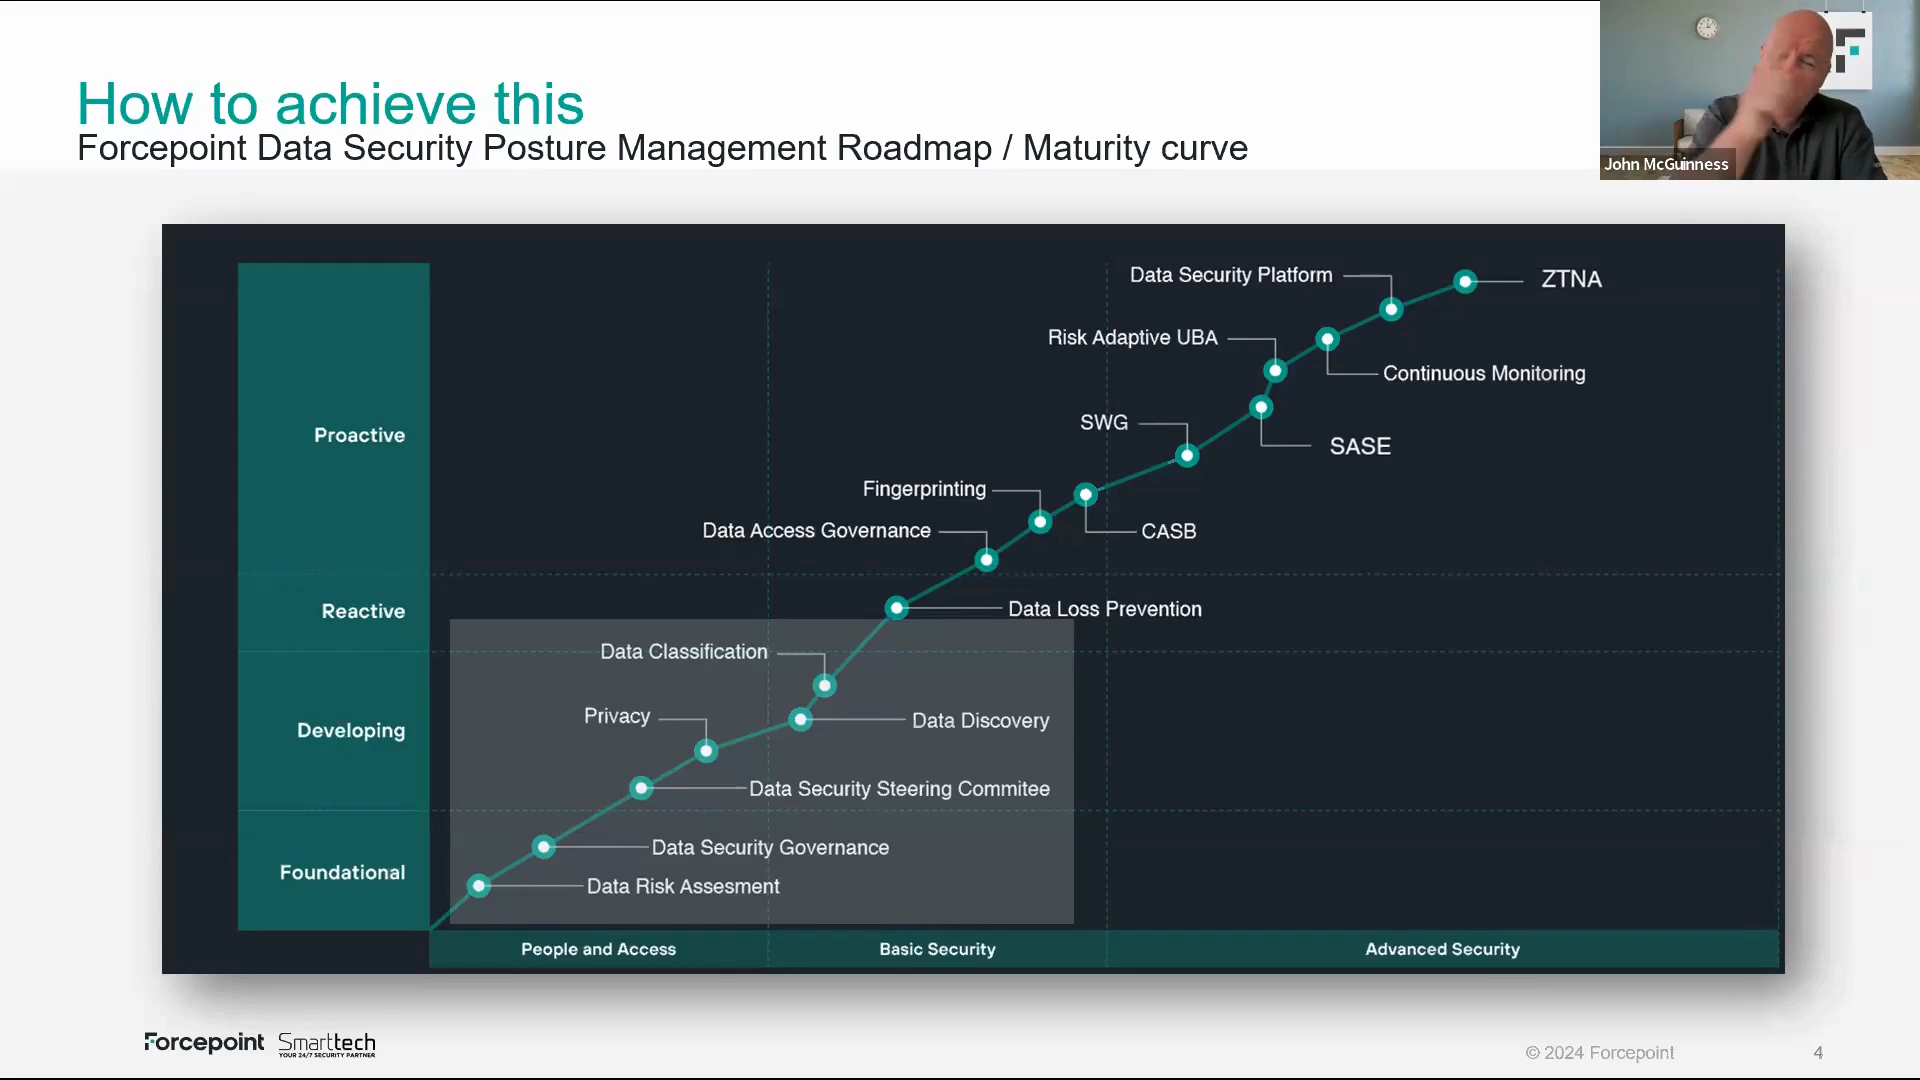 How to achieve this
Forcepoint Data Security Posture Management Roadmap / Maturity curve
John McGuinness
Data Security Platform
ZTNA
Risk Adaptive UBA
Continuous Monitoring
SWG
SASE
Proactive
Fingerprinting
Data Access Governance
CASB
Reactive
Data Loss Prevention
Data Classification
Privacy
Data Discovery
Developing
Data Security Steering Commitee
Data Security Governance
Foundational
Data Risk Assesment
People and Access
Basic Security
Advanced Security
Forcepoint
Smarttech
YOUR 24/7 SECURITY PARTNER
© 2024 Forcepoint
4